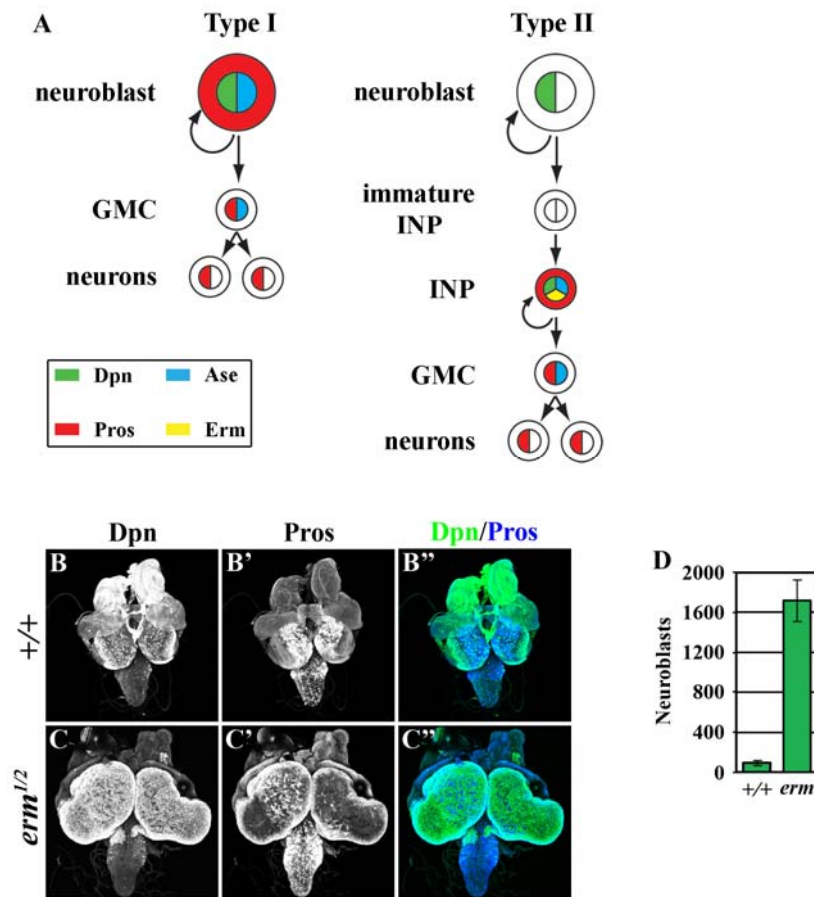 A
Type I
Type II
neuroblast
neuroblast
GMC
immature
INP
neurons
INP
GMC
neurons
Dpn
Ase
Pros
Erm
Dpn
Pros
Dpn/Pros
B
B'
B"
+/+
C
C'
C"
erm1/2
D
2000
1600
1200
800
400
0
Neuroblasts
+/+
erm